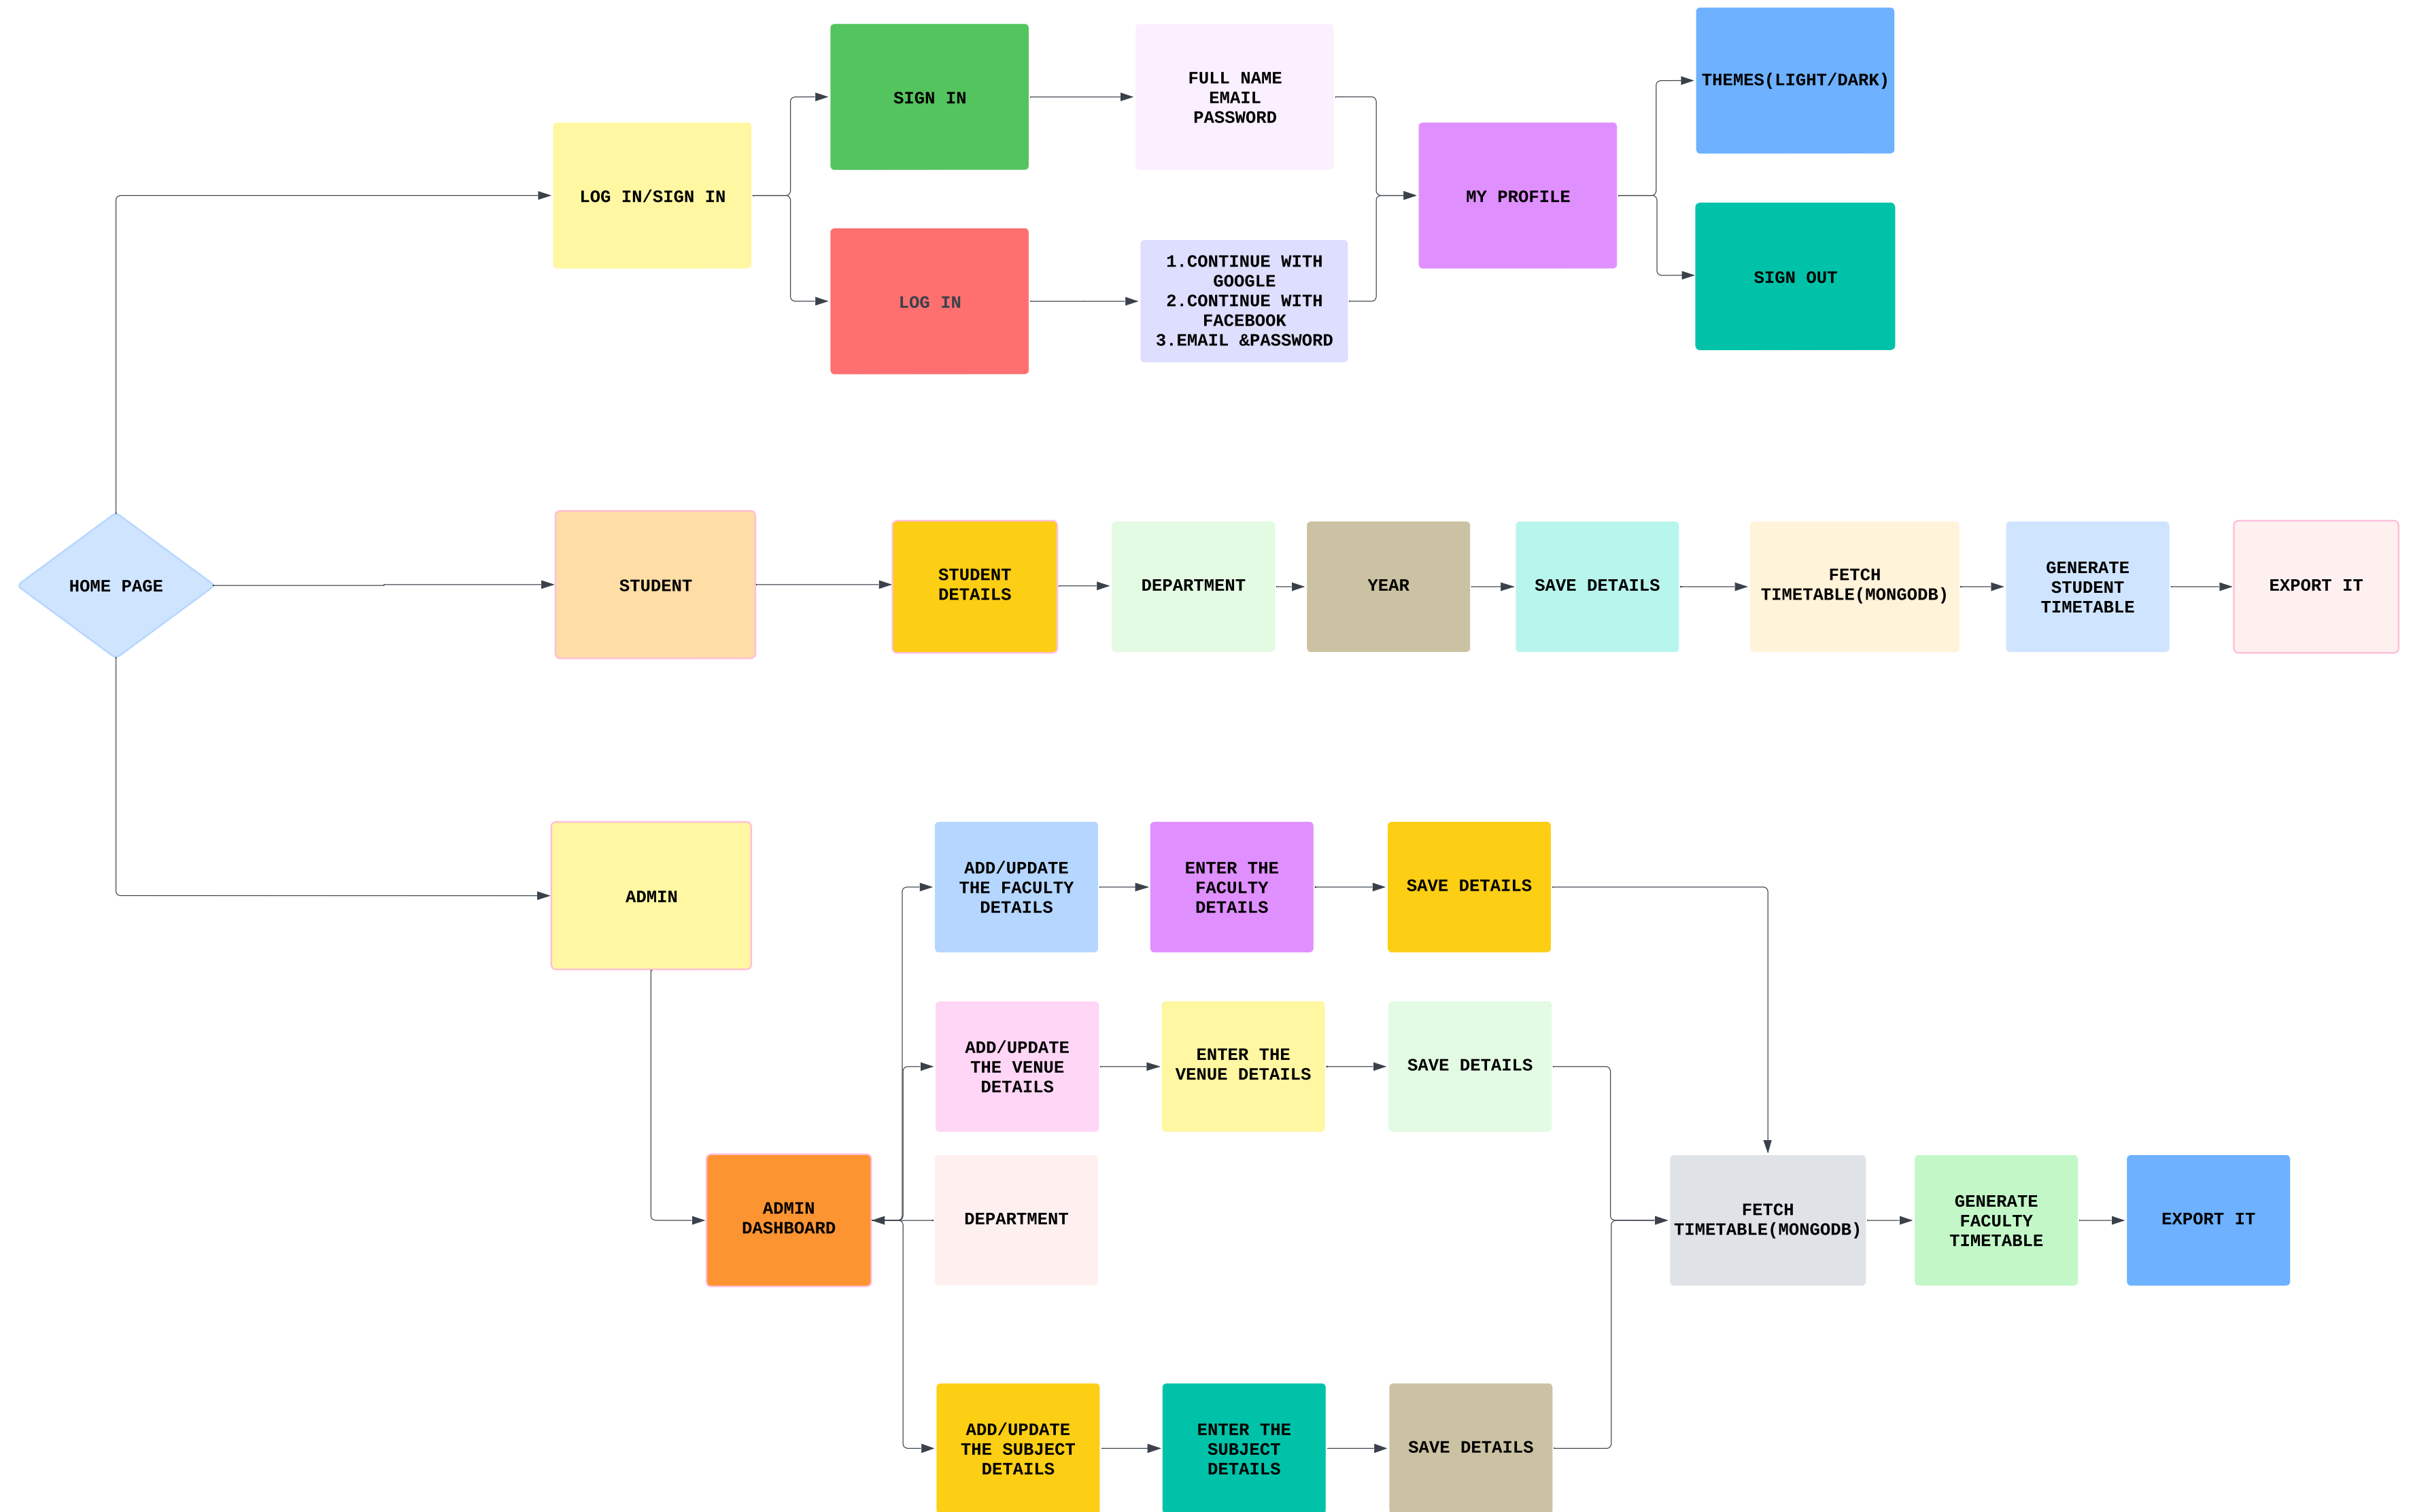 THEMES(LIGHT/DARK)
FULL NAME
EMAIL
PASSWORD
SIGN IN
LOG IN/SIGN IN
MY PROFILE
1.CONTINUE WITH
GOOGLE
2.CONTINUE WITH
FACEBOOK
3.EMAIL &PASSWORD
SIGN OUT
LOG IN
HOME PAGE
STUDENT
STUDENT
DETAILS
DEPARTMENT
YEAR
SAVE DETAILS
FETCH
TIMETABLE(MONGODB)
GENERATE
STUDENT
TIMETABLE
EXPORT IT
ADMIN
ADD/UPDATE
THE FACULTY
DETAILS
ENTER THE
FACULTY
DETAILS
SAVE DETAILS
ADD/UPDATE
THE VENUE
DETAILS
ENTER THE
VENUE DETAILS
SAVE DETAILS
ADMIN
DASHBOARD
DEPARTMENT
FETCH
TIMETABLE(MONGODB)
GENERATE
FACULTY
TIMETABLE
EXPORT IT
ADD/UPDATE
THE SUBJECT
DETAILS
ENTER THE
SUBJECT
DETAILS
SAVE DETAILS